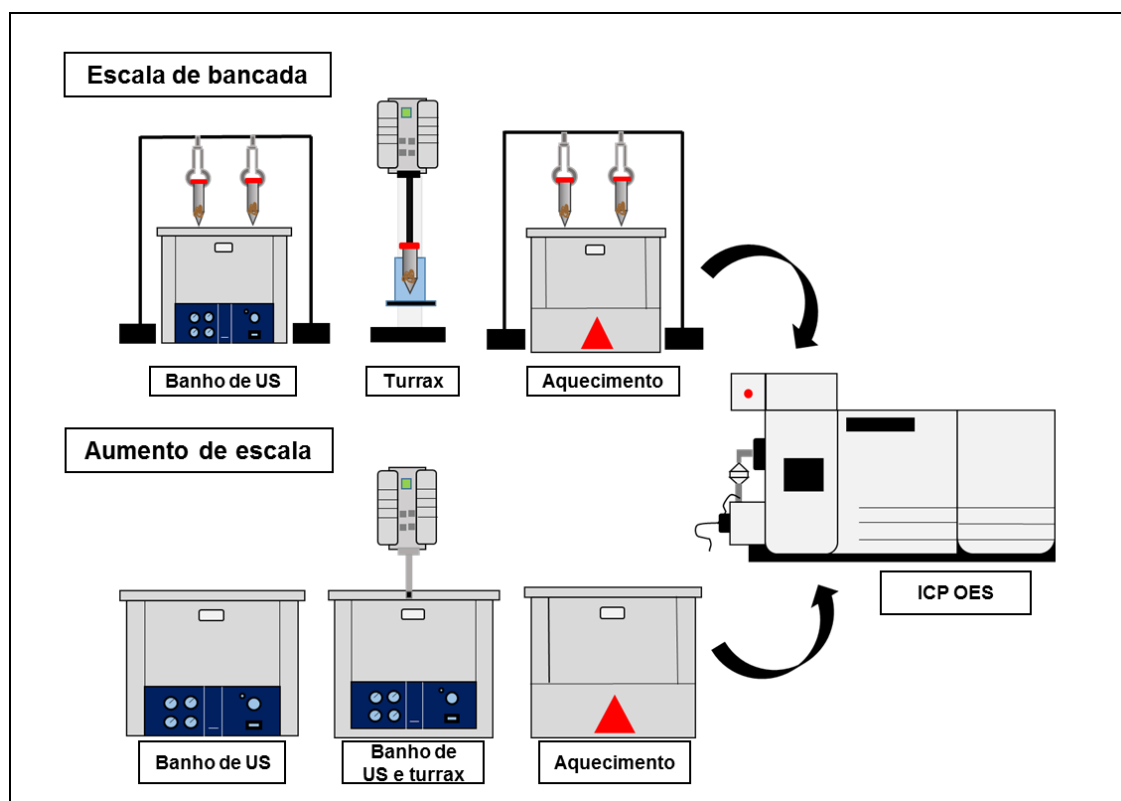 Escala de bancada
Banho de US
Turrax
Aquecimento
Aumento de escala
ICP OES
Banho de US
Banho de
US e turrax
Aquecimento